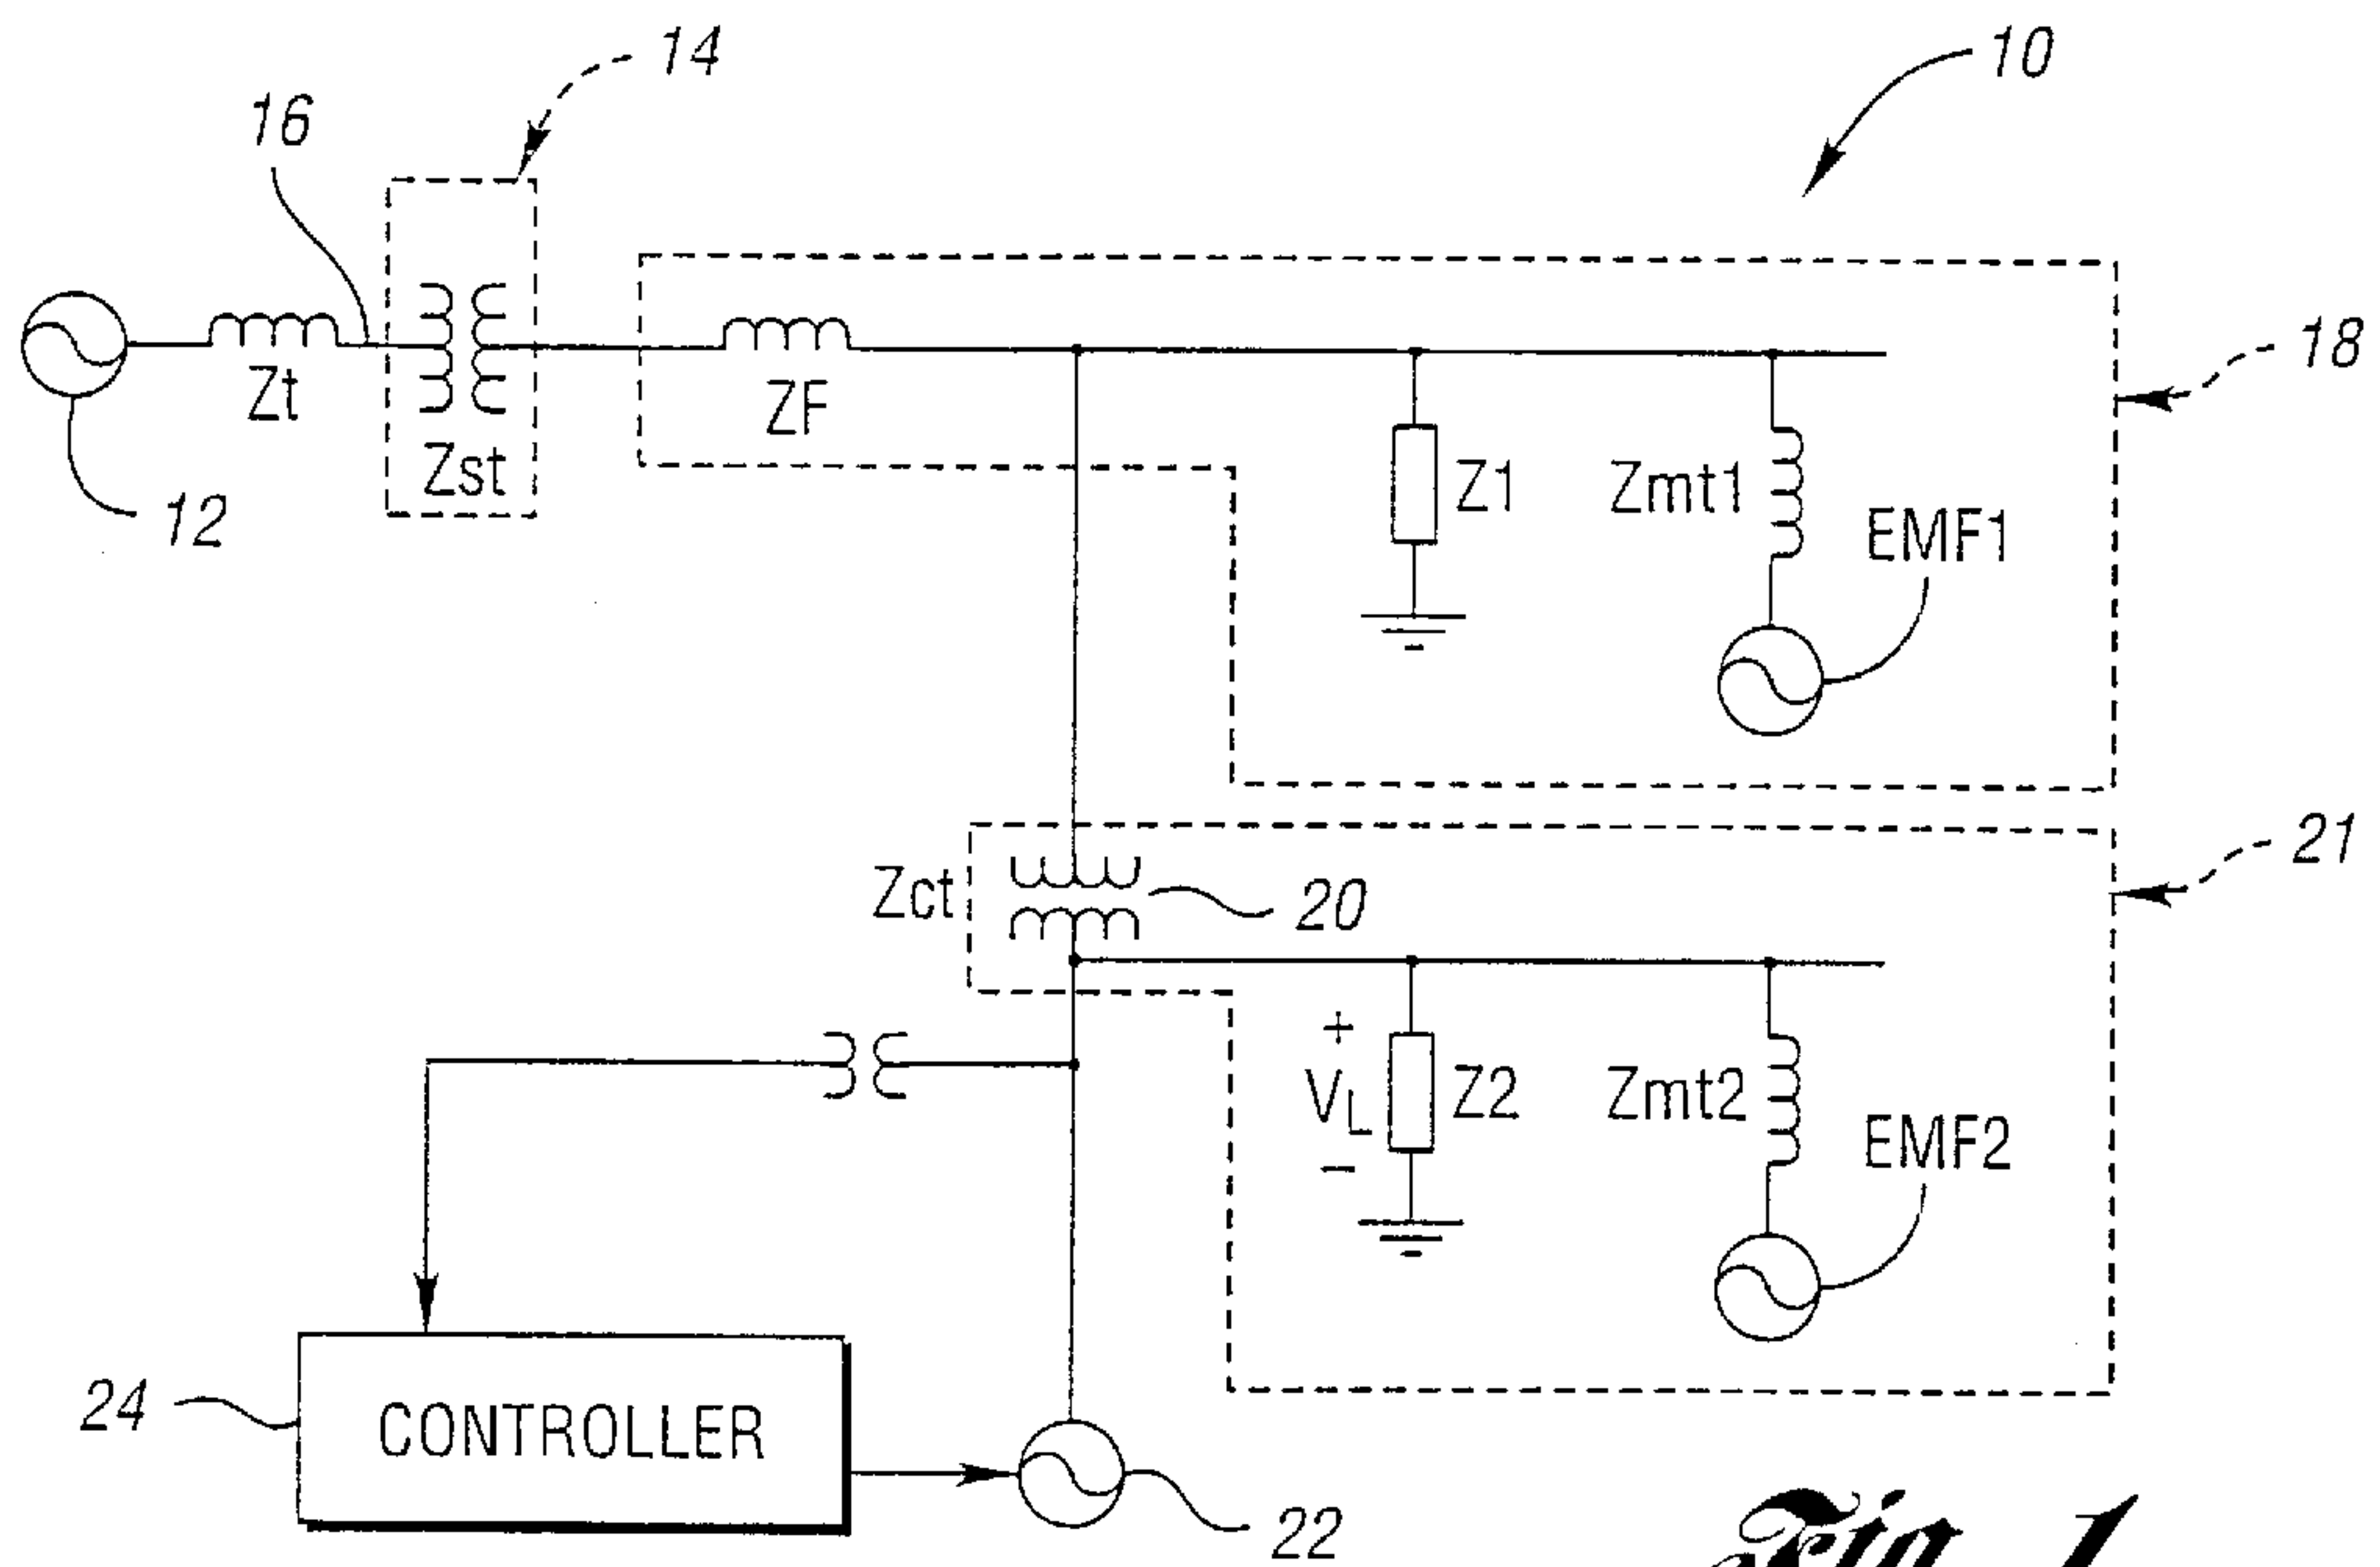 14
10
16
18
Zt
ZF
Zst
Z1
Zmt1
EMF1
12
21
Zct
20
+
VL
−
Z2
Zmt2
EMF2
24
CONTROLLER
22
Fig. 1